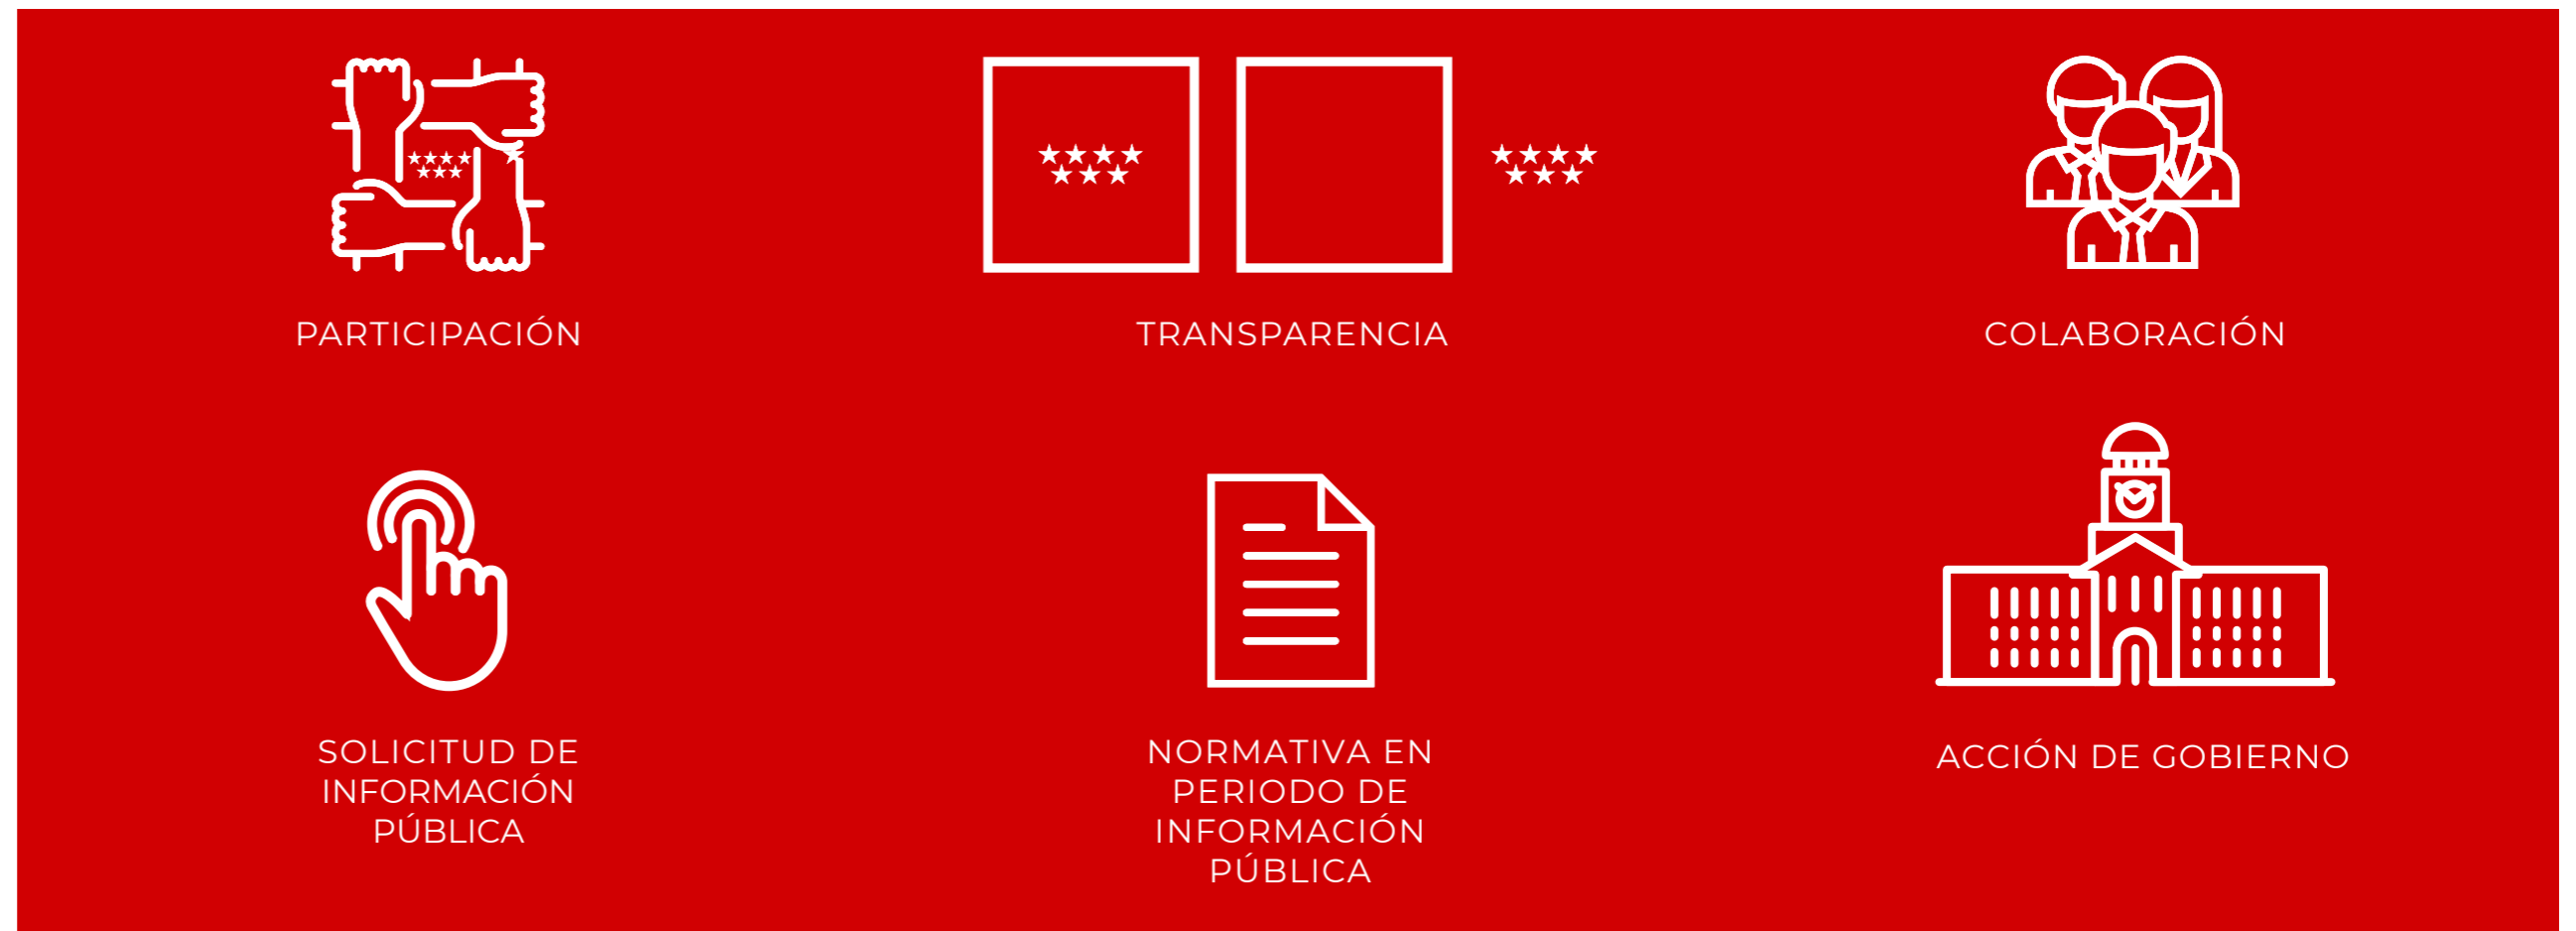 PARTICIPACIÓN
TRANSPARENCIA
COLABORACIÓN
SOLICITUD DE
INFORMACIÓN
PÚBLICA
NORMATIVA EN
PERIODO DE
INFORMACIÓN
PÚBLICA
ACCIÓN DE GOBIERNO